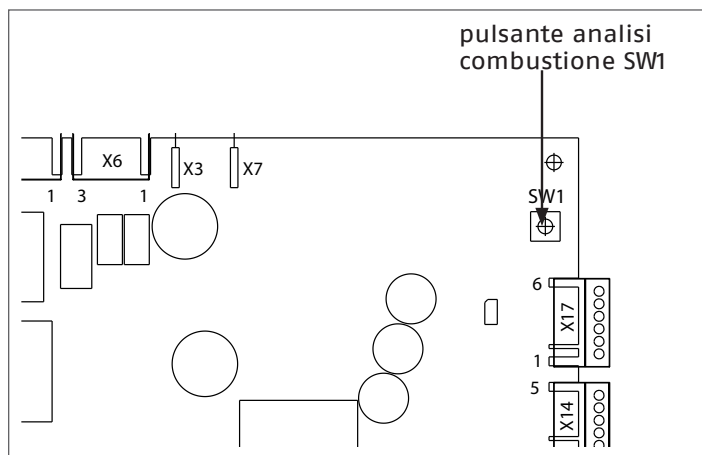 pulsante analisi
combustione SW1
X6
X3
X7
1 3 1
SW1
6
X17
1
5
X14